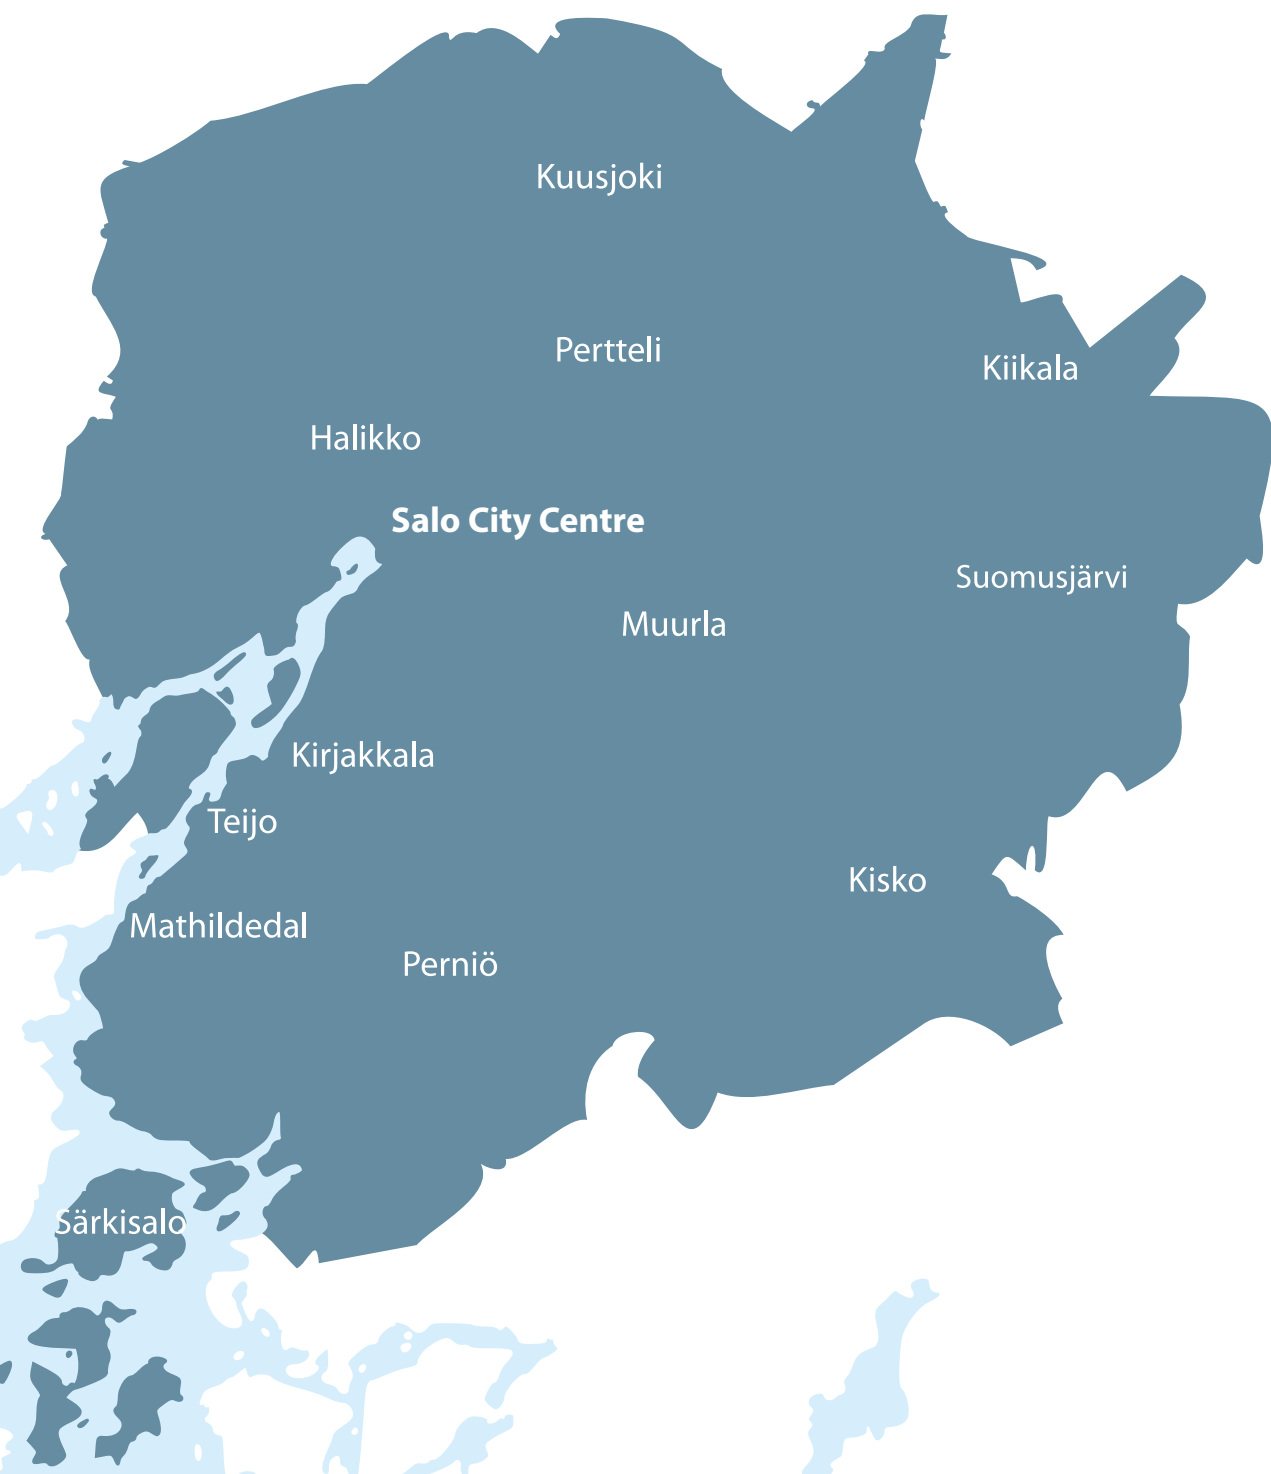 Kuusjoki
Pertteli
Kiikala
Halikko
Salo City Centre
Suomusjärvi
Muurla
Kirjakkala
Teijo
Kisko
Mathildedal
Perniö
Särkisalo